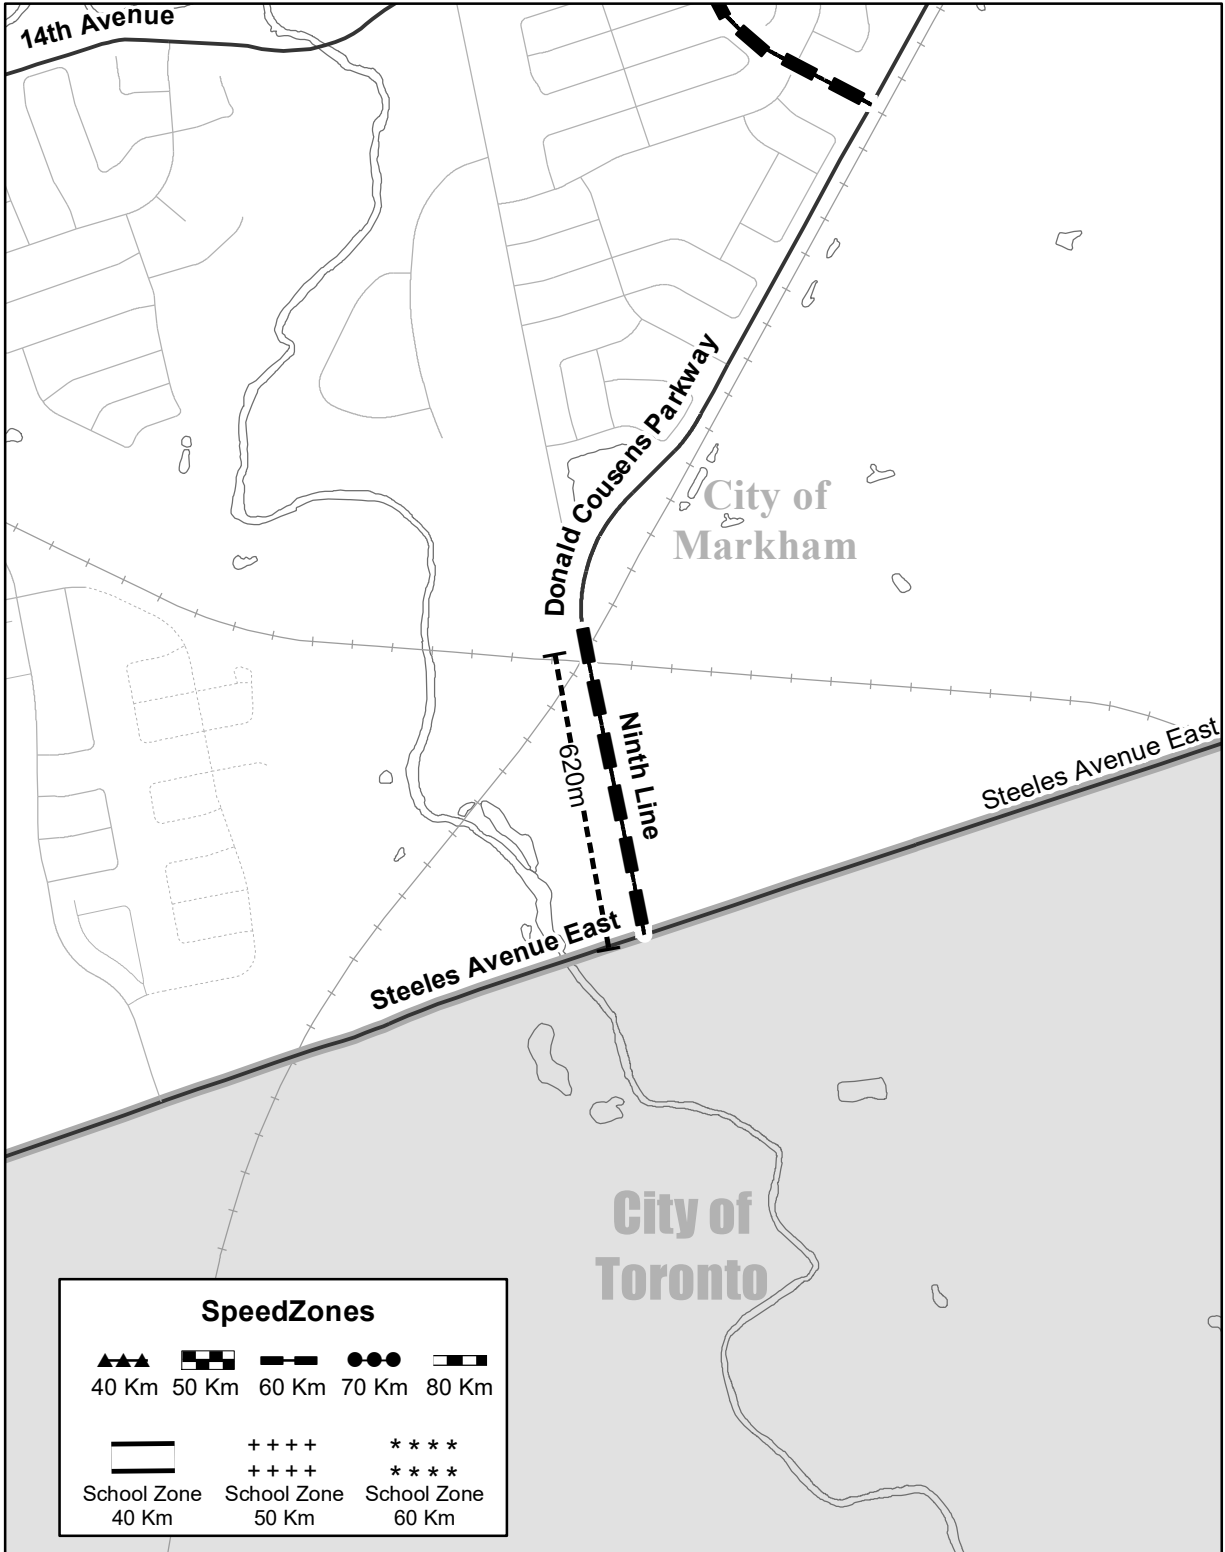 14th Avenue
Donald Cousens Parkway
City of
Markham
Ninth Line
620m
Steeles Avenue East
Steeles Avenue East
City of
Toronto
SpeedZones
40 Km 50 Km 60 Km 70 Km 80 Km
School Zone School Zone School Zone
40 Km 50 Km 60 Km